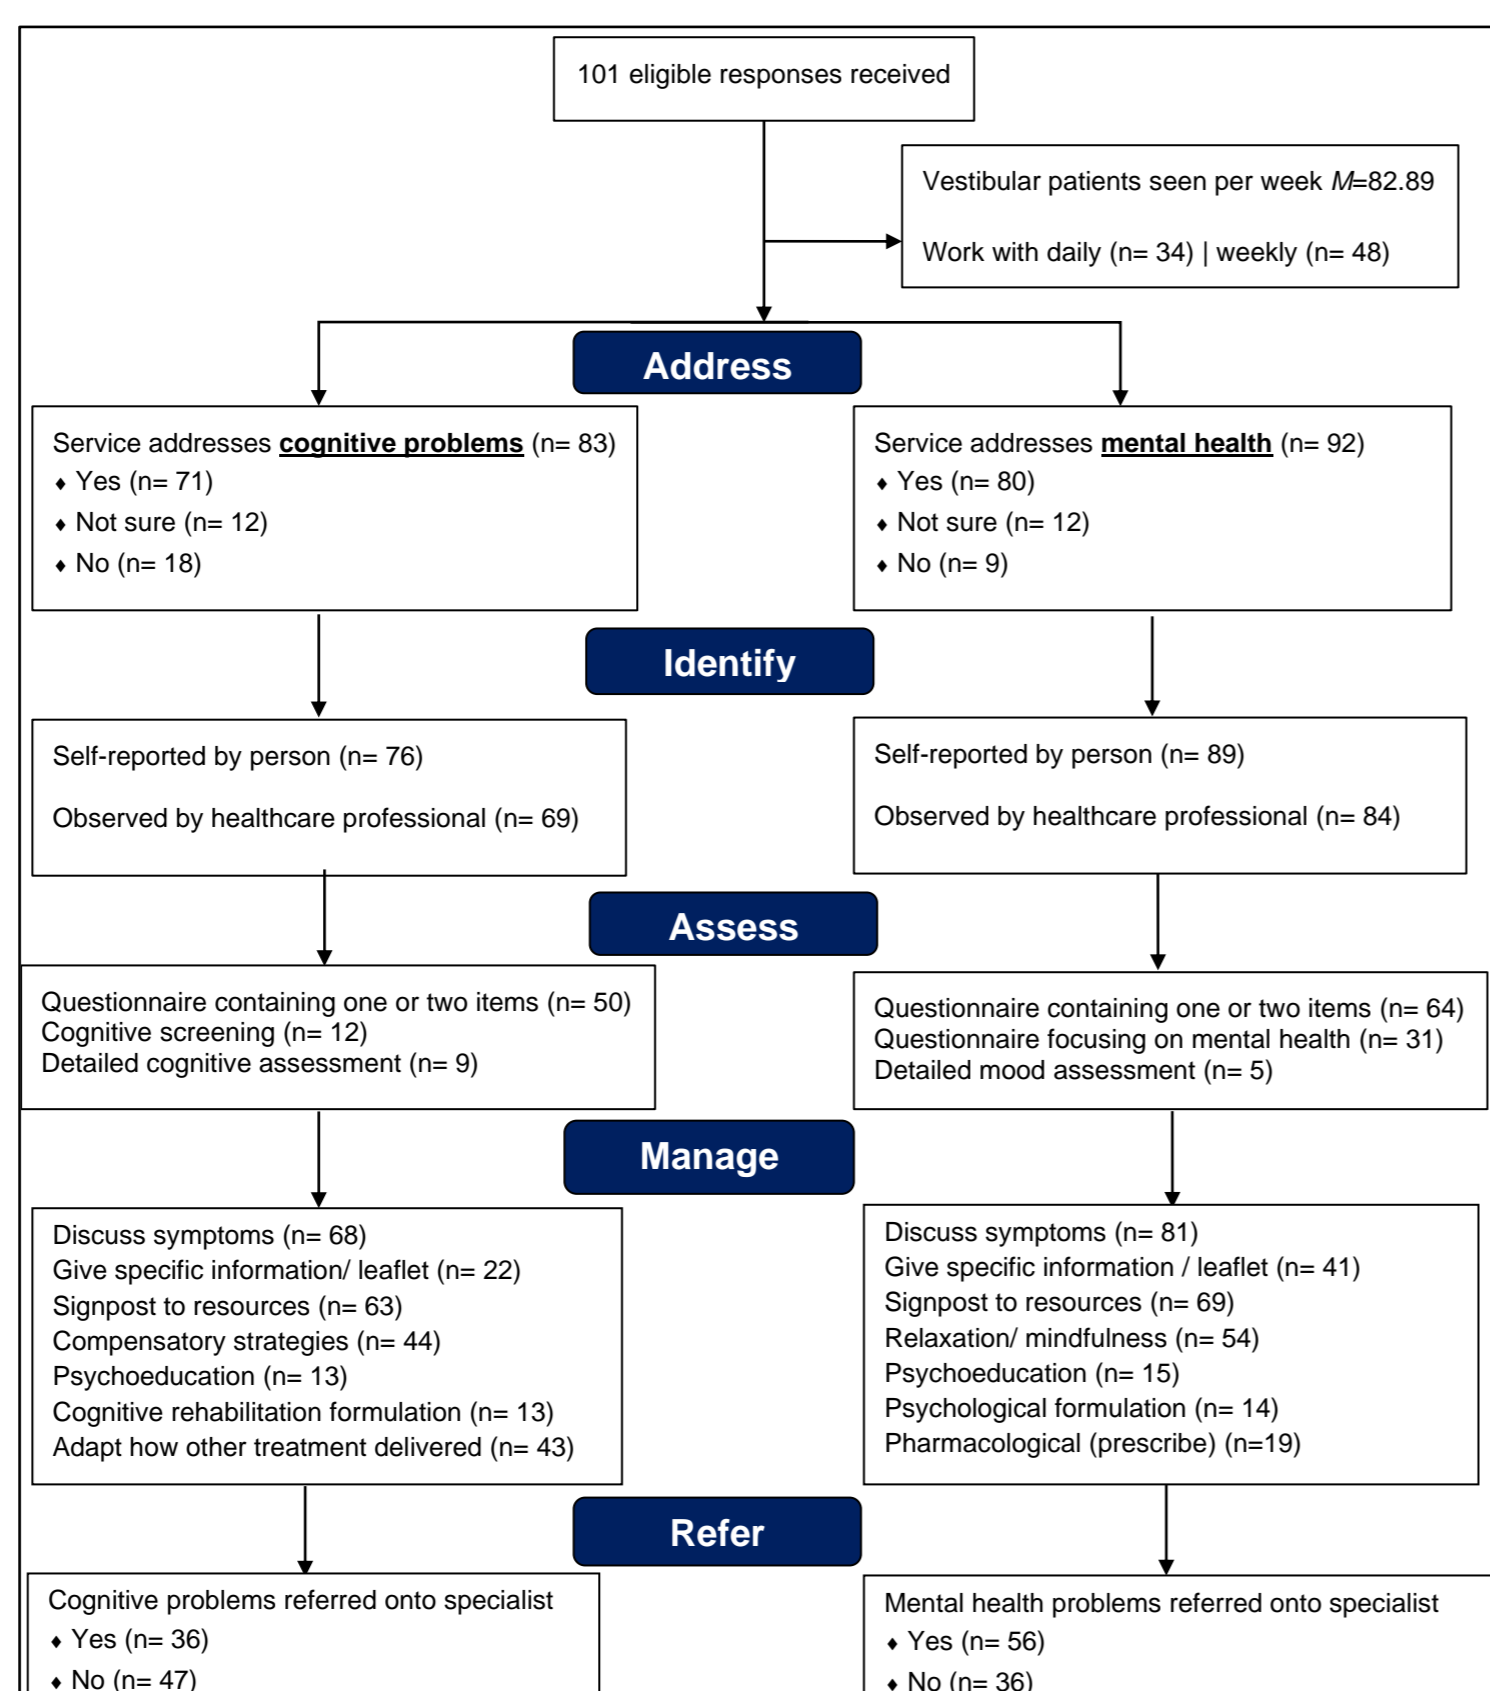 101 eligible responses received
Vestibular patients seen per week M=82.89
Work with daily (n= 34) | weekly (n= 48)
Address
Service addresses cognitive problems (n= 83)
♦ Yes (n= 71)
♦ Not sure (n= 12)
♦ No (n= 18)
Service addresses mental health (n= 92)
♦ Yes (n= 80)
♦ Not sure (n= 12)
♦ No (n= 9)
Identify
Self-reported by person (n= 76)
Observed by healthcare professional (n= 69)
Self-reported by person (n= 89)
Observed by healthcare professional (n= 84)
Assess
Questionnaire containing one or two items (n= 50)
Cognitive screening (n= 12)
Detailed cognitive assessment (n= 9)
Questionnaire containing one or two items (n= 64)
Questionnaire focusing on mental health (n= 31)
Detailed mood assessment (n= 5)
Manage
Discuss symptoms (n= 68)
Give specific information/ leaflet (n= 22)
Signpost to resources (n= 63)
Compensatory strategies (n= 44)
Psychoeducation (n= 13)
Cognitive rehabilitation formulation (n= 13)
Adapt how other treatment delivered (n= 43)
Discuss symptoms (n= 81)
Give specific information / leaflet (n= 41)
Signpost to resources (n= 69)
Relaxation/ mindfulness (n= 54)
Psychoeducation (n= 15)
Psychological formulation (n= 14)
Pharmacological (prescribe) (n=19)
Refer
Cognitive problems referred onto specialist
♦ Yes (n= 36)
♦ No (n= 47)
Mental health problems referred onto specialist
♦ Yes (n= 56)
♦ No (n= 36)